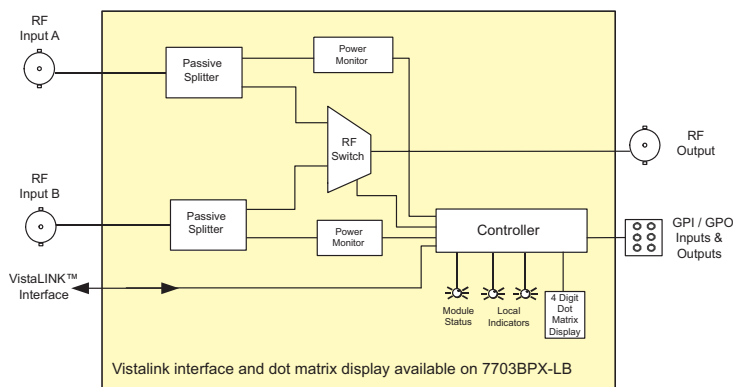 RF
Input A
Passive
Splitter
Power
Monitor
RF
Switch
RF
Output
RF
Input B
Passive
Splitter
Power
Monitor
Controller
GPI / GPO
Inputs &
Outputs
VistaLINK™
Interface
Module
Status
Local
Indicators
4 Digit
Dot
Matrix
Display
Vistalink interface and dot matrix display available on 7703BPX-LB